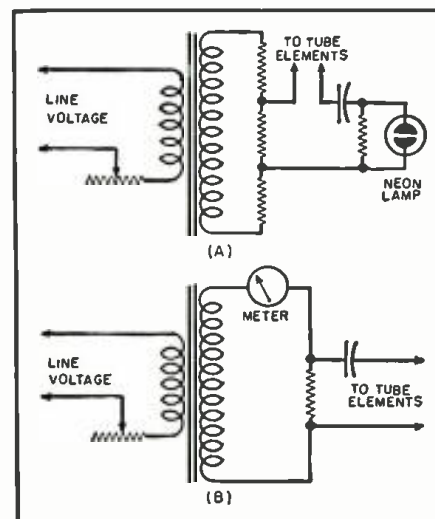 TO TUBE
ELEMENTS
LINE
VOLTAGE
NEON
LAMP
(A)
METER
LINE
VOLTAGE
TO TUBE
ELEMENTS
(B)